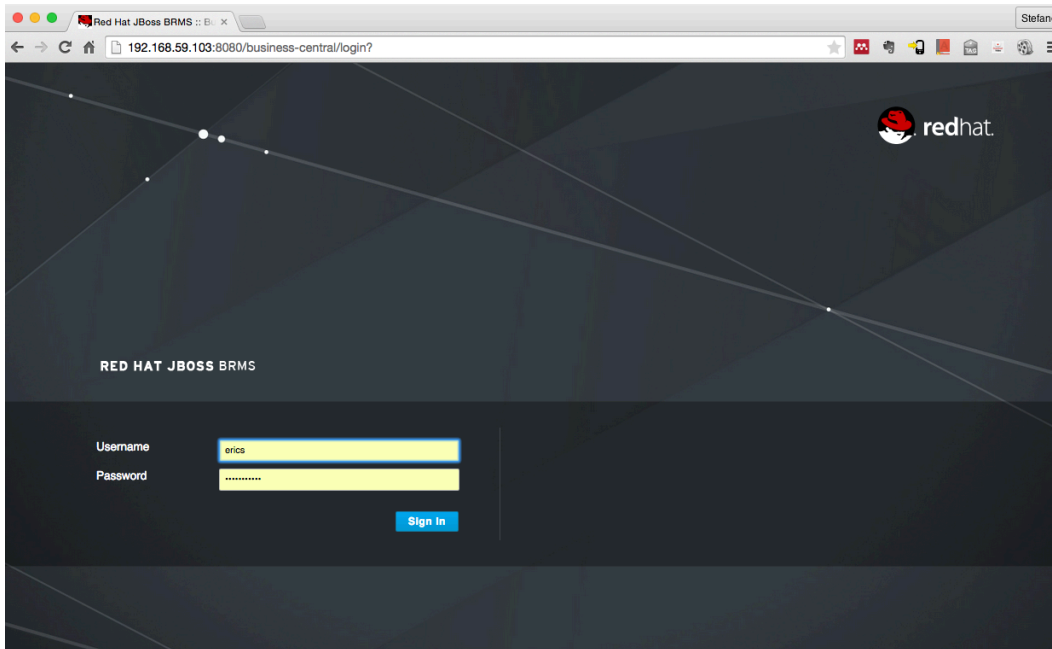 Red Hat JBoss BRMS :: B
Stefan
192.168.59.103:8080/business-central/login?
redhat.
RED HAT JBOSS BRMS
Username
erics
Password
•••••••••••
Sign In